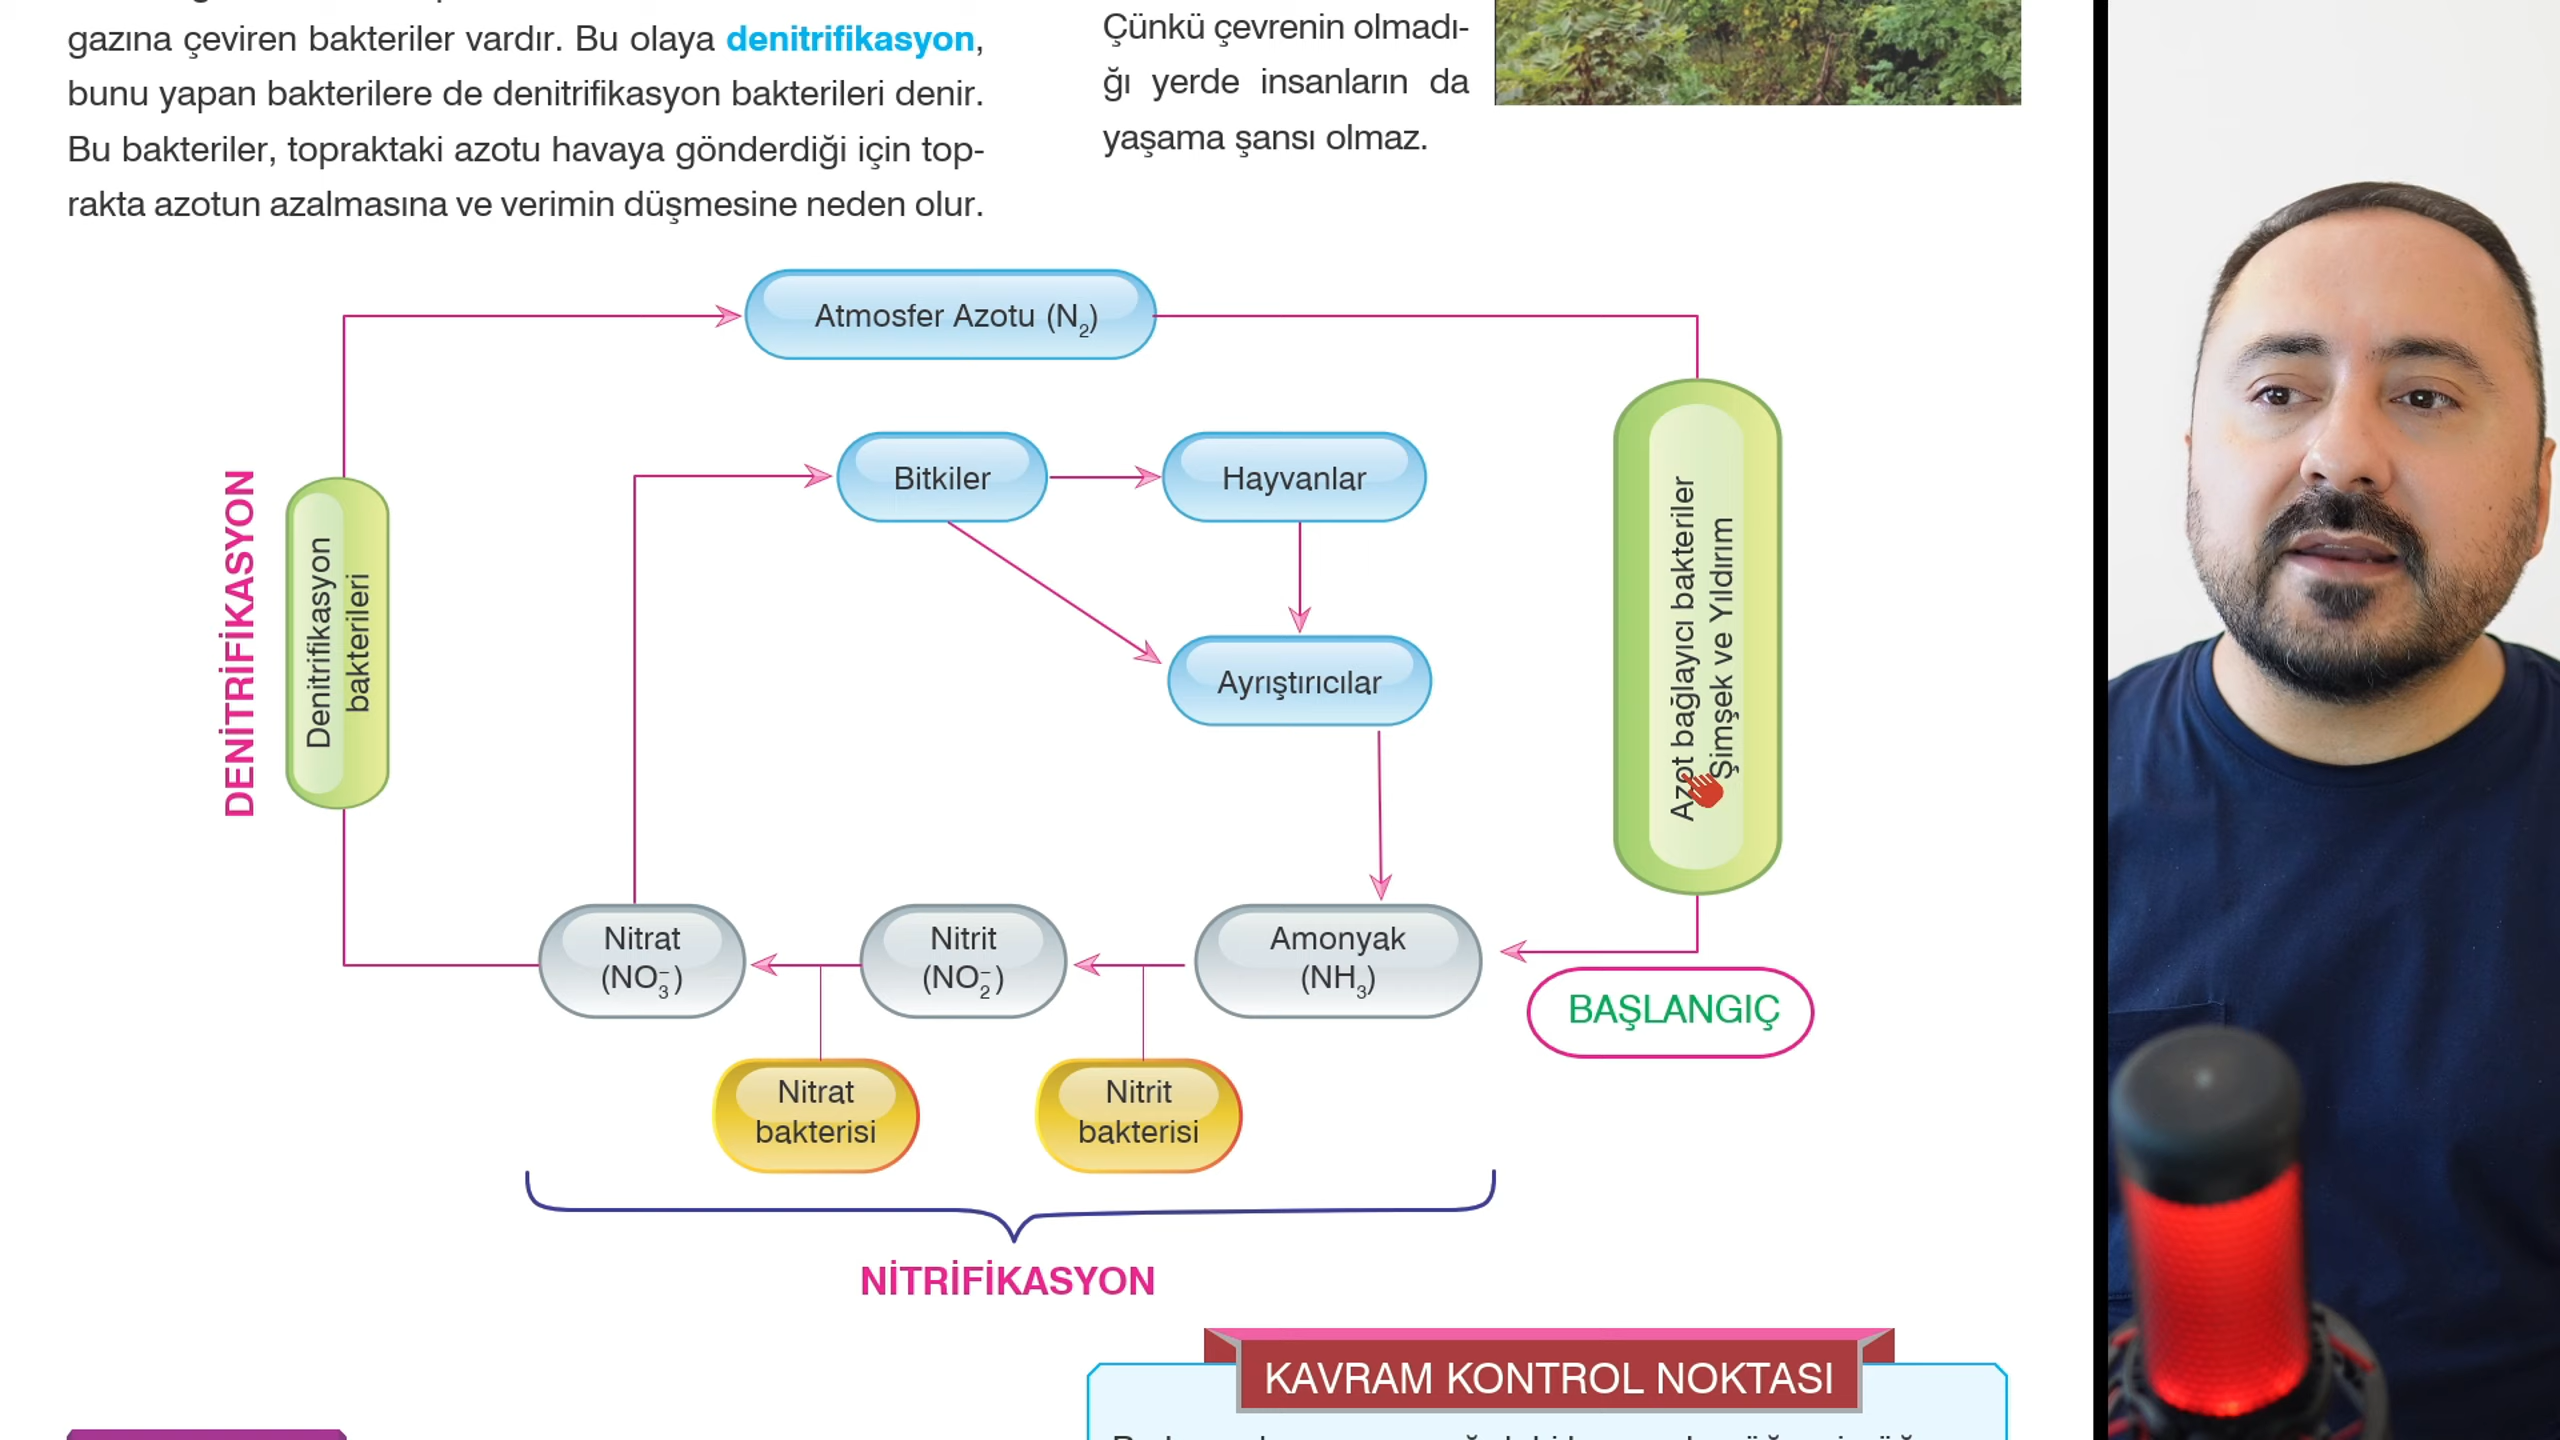 gazına çeviren bakteriler vardır. Bu olaya denitrifikasyon,
bunu yapan bakterilere de denitrifikasyon bakterileri denir.
Bu bakteriler, topraktaki azotu havaya gönderdiği için top-
rakta azotun azalmasına ve verimin düşmesine neden olur.
Çünkü çevrenin olmadı-
ğı yerde insanların da
yaşama şansı olmaz.
Atmosfer Azotu (N₂)
Bitkiler
Hayvanlar
Ayrıştırıcılar
DENİTRİFİKASYON
Denitrifikasyon
bakterileri
Azot bağlayıcı bakteriler
Şimşek ve Yıldırım
Nitrat
(NO₃⁻)
Nitrit
(NO₂⁻)
Amonyak
(NH₃)
BAŞLANGIÇ
Nitrat
bakterisi
Nitrit
bakterisi
NİTRİFİKASYON
KAVRAM KONTROL NOKTASI